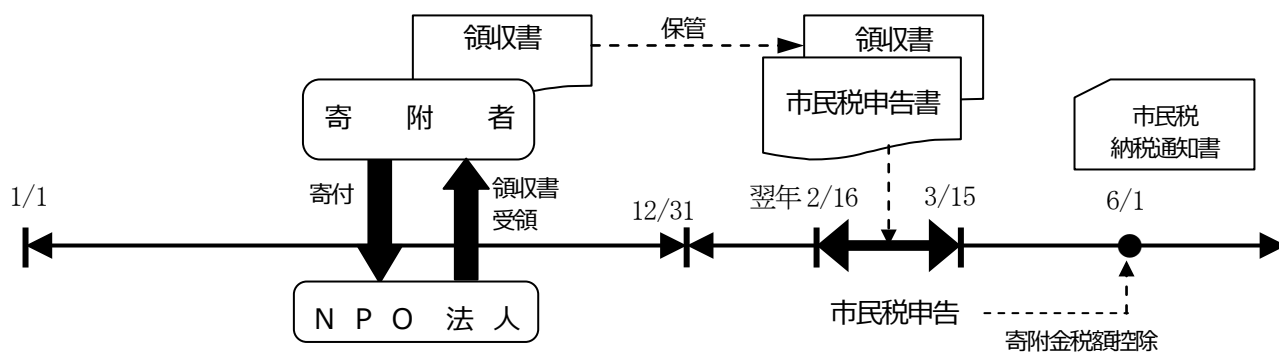 領収書
保管
領収書
寄 附 者
市民税申告書
市民税
納税通知書
寄付
領収書
受領
1/1
12/31
翌年 2/16
3/15
6/1
N P O 法 人
市民税申告
寄附金税額控除